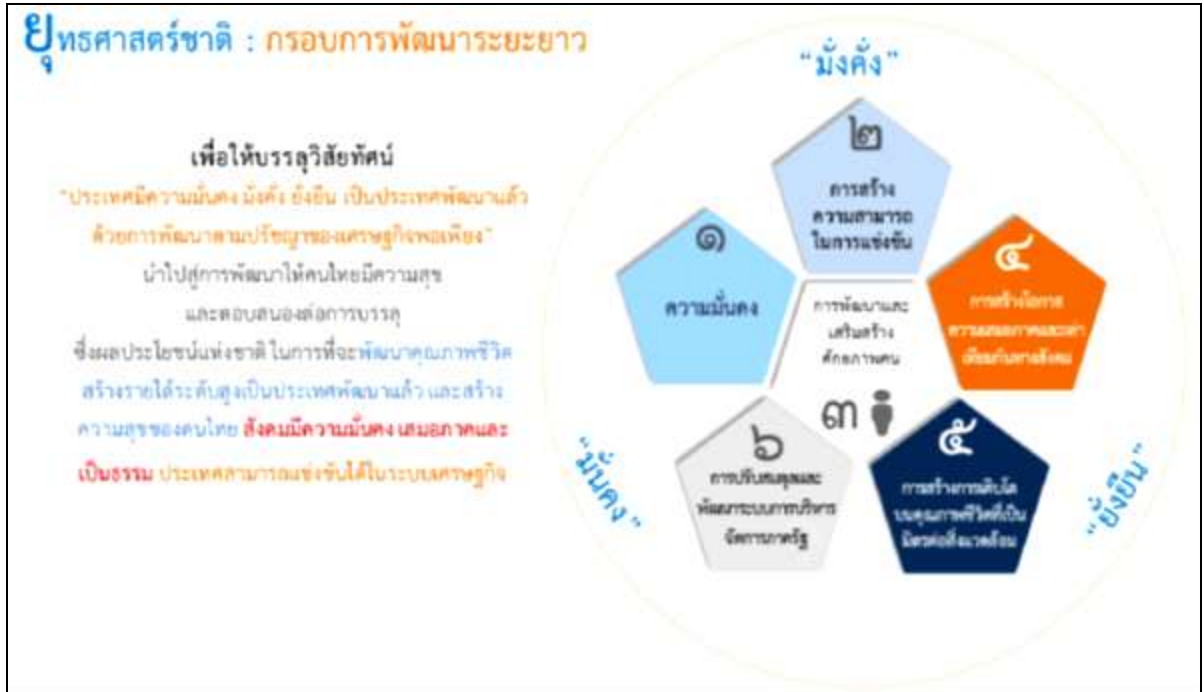 ยุทธศาสตร์ชาติ : กรอบการพัฒนาระยะยาว
เพื่อให้บรรลุวิสัยทัศน์
“ประเทศมีความมั่นคง มั่งคั่ง ยั่งยืน เป็นประเทศพัฒนาแล้ว
ด้วยการพัฒนาตามปรัชญาของเศรษฐกิจพอเพียง”
นำไปสู่การพัฒนาให้คนไทยมีความสุข
และตอบสนองต่อการบรรลุ
ซึ่งผลประโยชน์แห่งชาติ ในการที่จะพัฒนาคุณภาพชีวิต
สร้างรายได้ระดับสูงเป็นประเทศพัฒนาแล้ว และสร้าง
ความสุขของคนไทย สังคมมีความมั่นคง เสมอภาคและ
เป็นธรรม ประเทศสามารถแข่งขันได้ในระบบเศรษฐกิจ
“มั่งคั่ง”
๑
ความมั่นคง
๒
การสร้าง
ความสามารถ
ในการแข่งขัน
การพัฒนาและ
เสริมสร้าง
ศักยภาพคน
๓
๔
การสร้างโอกาส
ความเสมอภาคและเท่า
เทียมกันทางสังคม
๕
การสร้างการเติบโต
บนคุณภาพชีวิตที่เป็น
มิตรต่อสิ่งแวดล้อม
๖
การปรับสมดุลและ
พัฒนาระบบการบริหาร
จัดการภาครัฐ
“มั่นคง”
“ยั่งยืน”